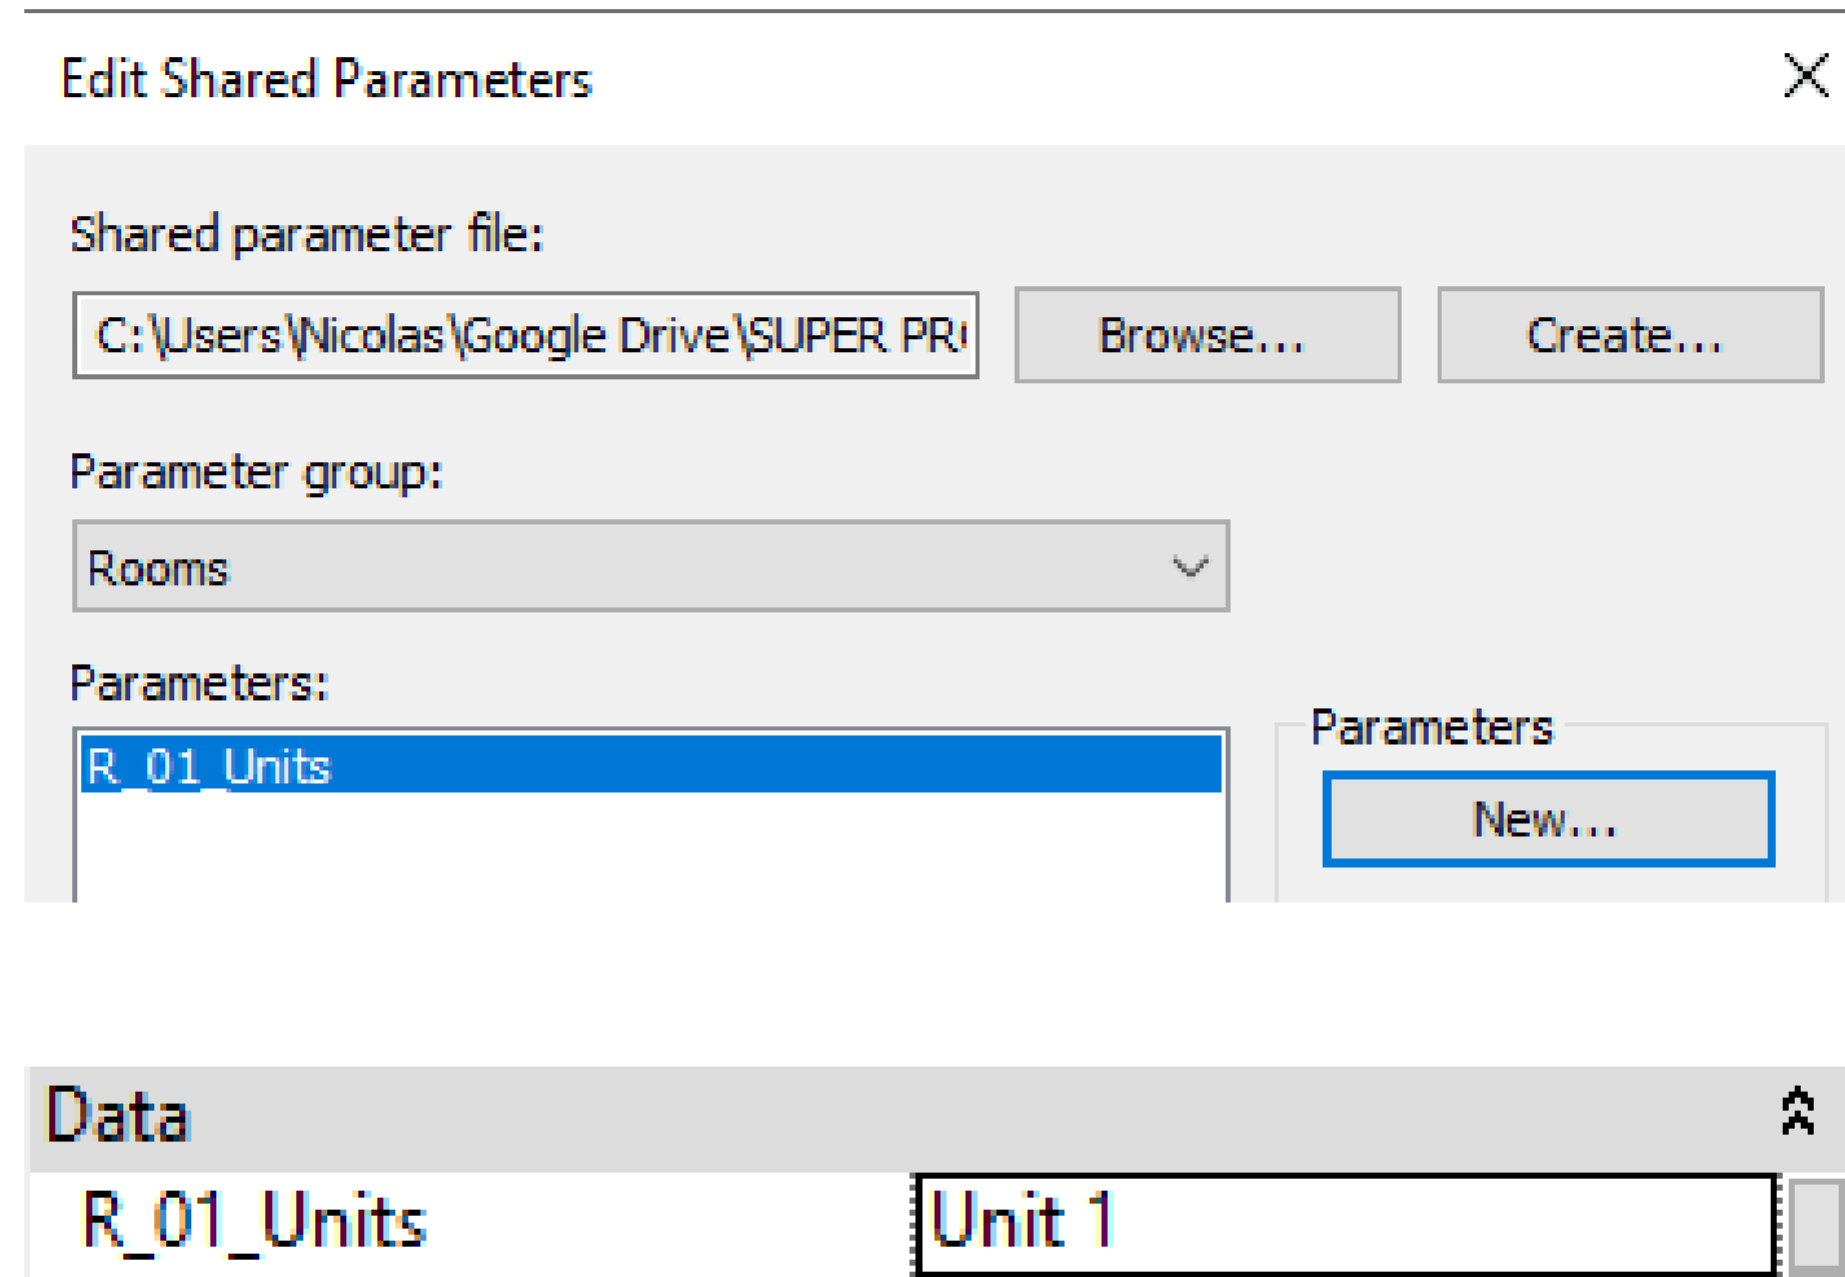 Edit Shared Parameters
Shared parameter file:
C:\Users\Nicolas\Google Drive\SUPER Browse... Create...
Parameter group:
Rooms
Parameters:
Parameters
R_01_Units
New...
Data
R_01_Units Unit 1